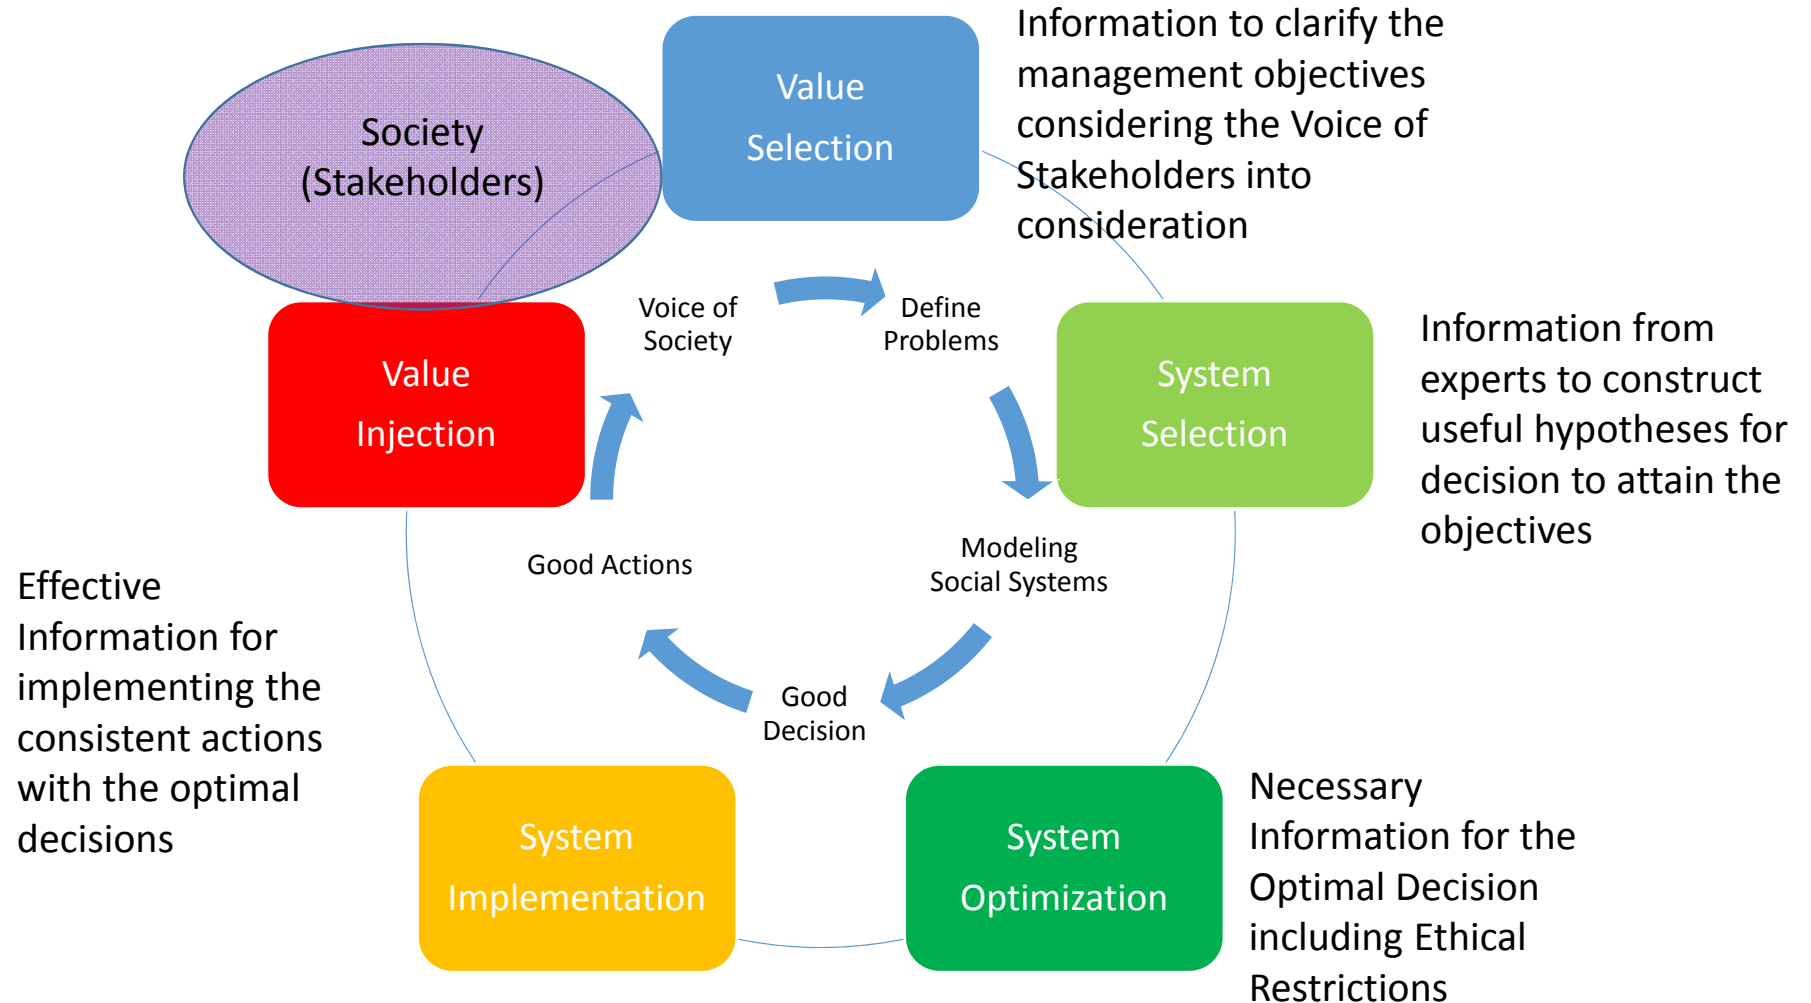 Society
(Stakeholders)
Value
Selection
Information to clarify the
management objectives
considering the Voice of
Stakeholders into
consideration
Voice of
Society
Define
Problems
Value
Injection
System
Selection
Information from
experts to construct
useful hypotheses for
decision to attain the
objectives
Good Actions
Modeling
Social Systems
Effective
Information for
implementing the
consistent actions
with the optimal
decisions
Good
Decision
System
Implementation
System
Optimization
Necessary
Information for the
Optimal Decision
including Ethical
Restrictions